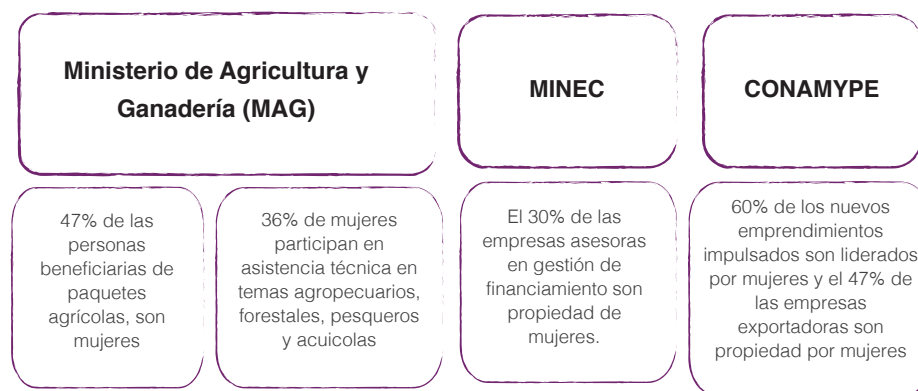 Ministerio de Agricultura y
Ganadería (MAG)
MINEC
CONAMYPE
47% de las
personas
beneficiarias de
paquetes
agrícolas, son
mujeres
36% de mujeres
participan en
asistencia técnica en
temas agropecuarios,
forestales, pesqueros
y acuicolas
El 30% de las
empresas asesoras
en gestión de
financiamiento son
propiedad de
mujeres.
60% de los nuevos
emprendimientos
impulsados son liderados
por mujeres y el 47% de
las empresas
exportadoras son
propiedad por mujeres